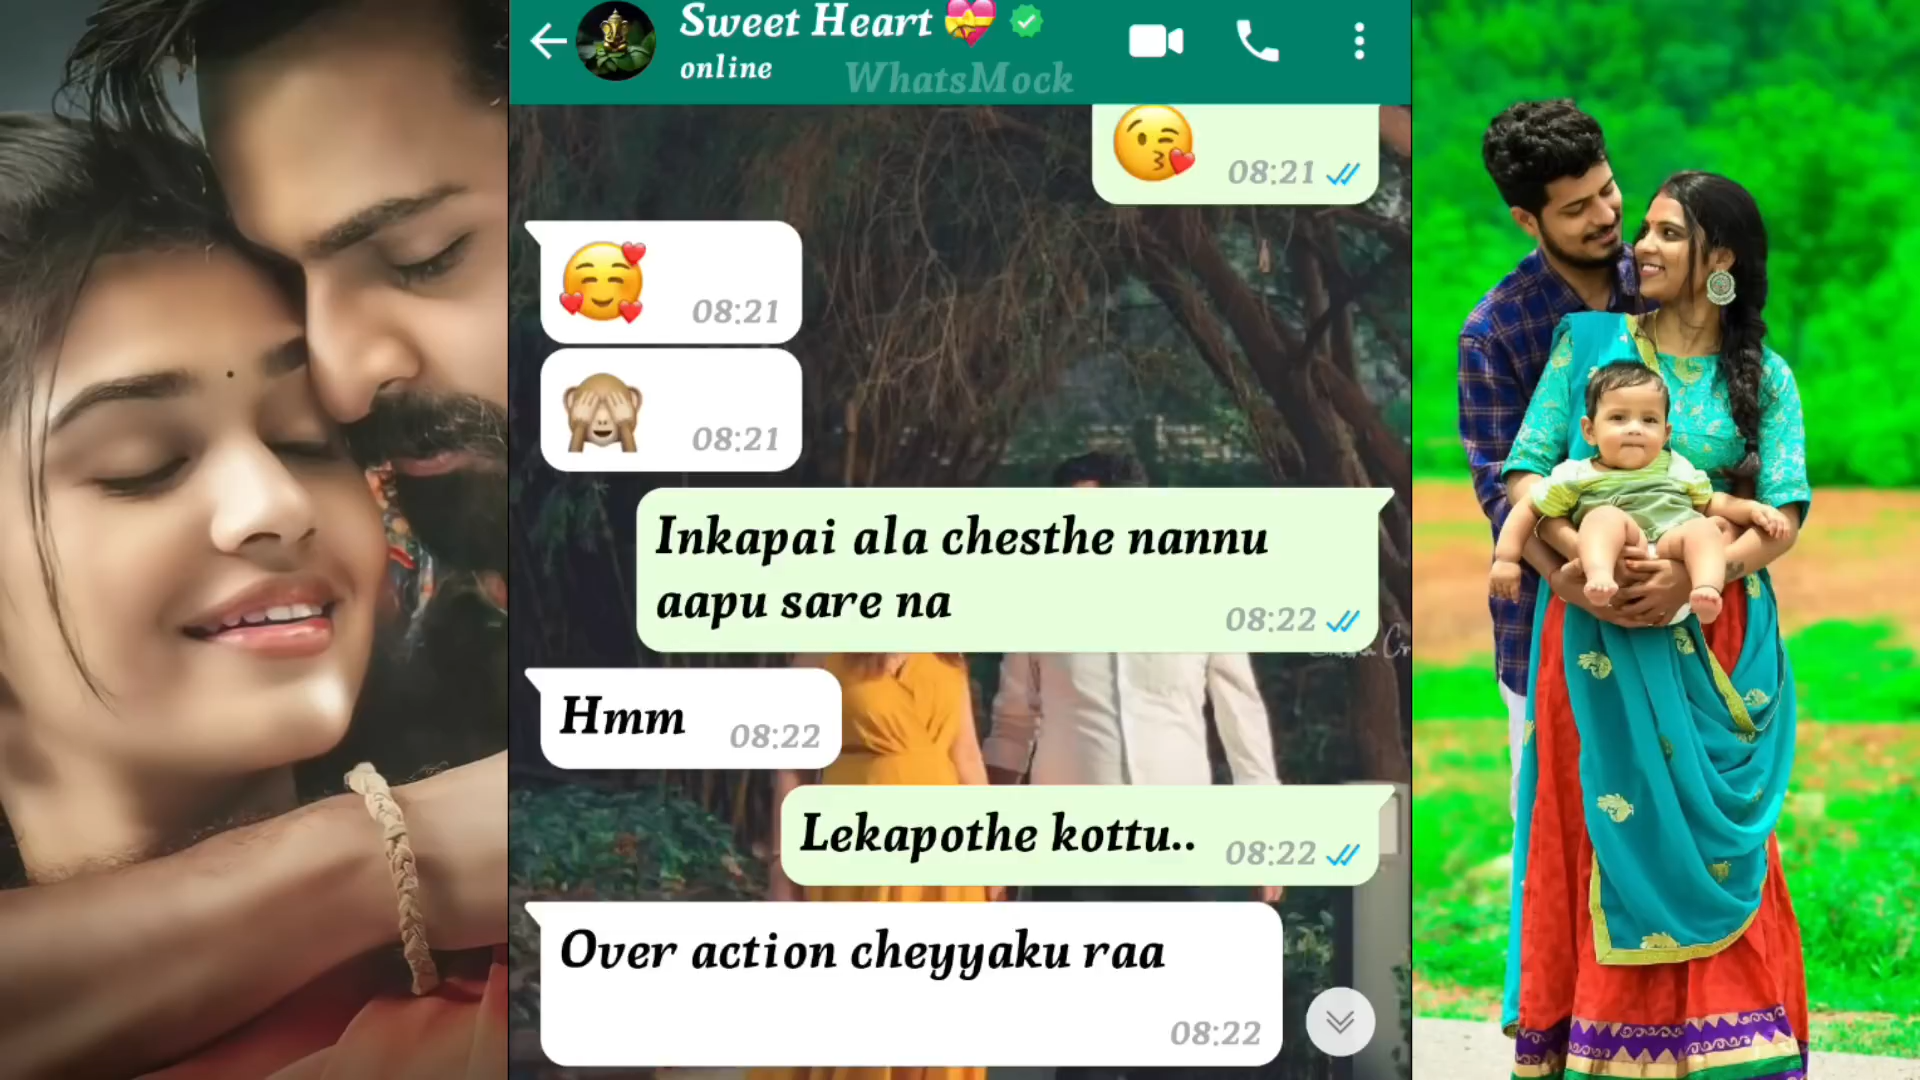 Sweet Heart
online
WhatsMock
08:21
08:21
08:21
Inkapai ala chesthe nannu
aapu sare na
08:22
Hmm
08:22
Lekapothe kottu..
08:22
Over action cheyyaku raa
08:22